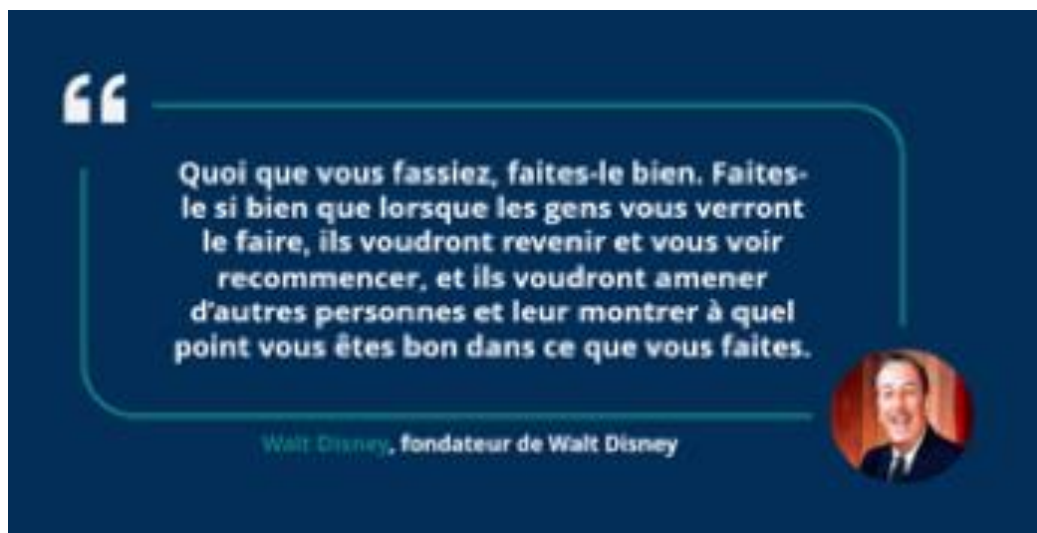 “
Quoi que vous fassiez, faites-le bien. Faites-
le si bien que lorsque les gens vous verront
le faire, ils voudront revenir et vous voir
recommencer, et ils voudront amener
d’autres personnes et leur montrer à quel
point vous êtes bon dans ce que vous faites.
Walt Disney, fondateur de Walt Disney